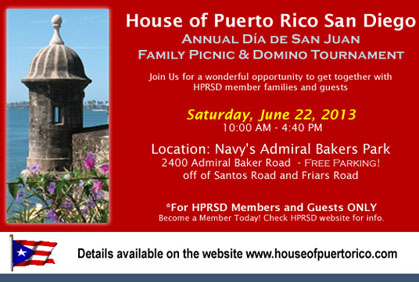 House of Puerto Rico San Diego
Annual Día de San Juan
Family Picnic & Domino Tournament
Join Us for a wonderful opportunity to get together with
HPRSD member families and guests
Saturday, June 22, 2013
10:00 AM - 4:40 PM
Location: Navy's Admiral Bakers Park
2400 Admiral Baker Road - Free Parking!
off of Santos Road and Friars Road
*For HPRSD Members and Guests ONLY
Become a Member Today! Check HPRSD website for info.
Details available on the website www.houseofpuertorico.com